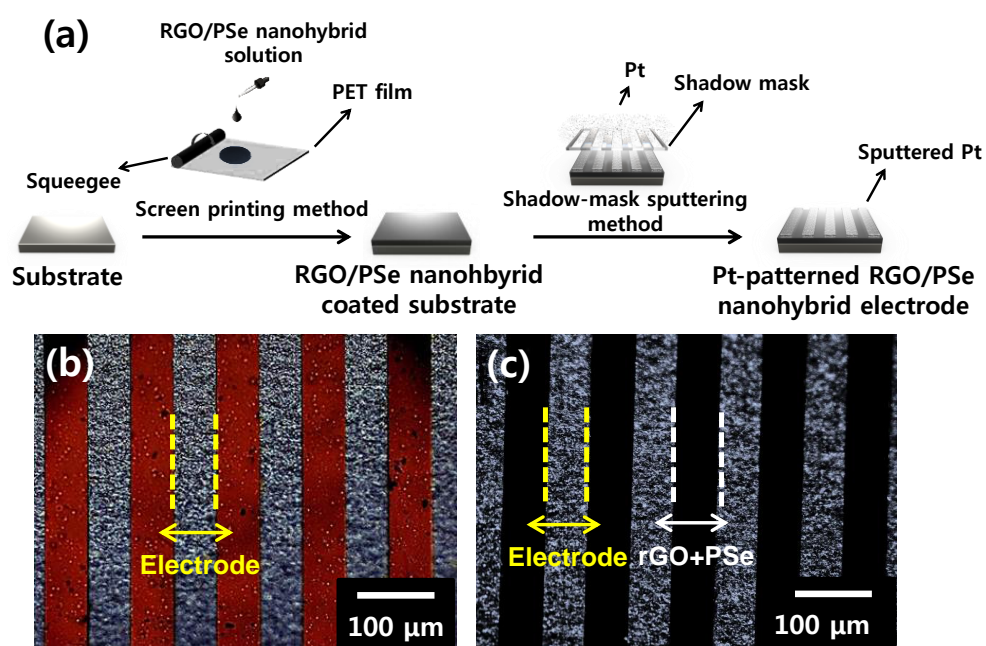 (a)
RGO/PSe nanohybrid
solution
PET film
Squeegee
Screen printing method
Substrate
RGO/PSe nanohbyrid
coated substrate
Pt
Shadow mask
Shadow-mask sputtering
method
Sputtered Pt
Pt-patterned RGO/PSe
nanohybrid electrode
(b)
Electrode
100 μm
(c)
Electrode
rGO+PSe
100 μm